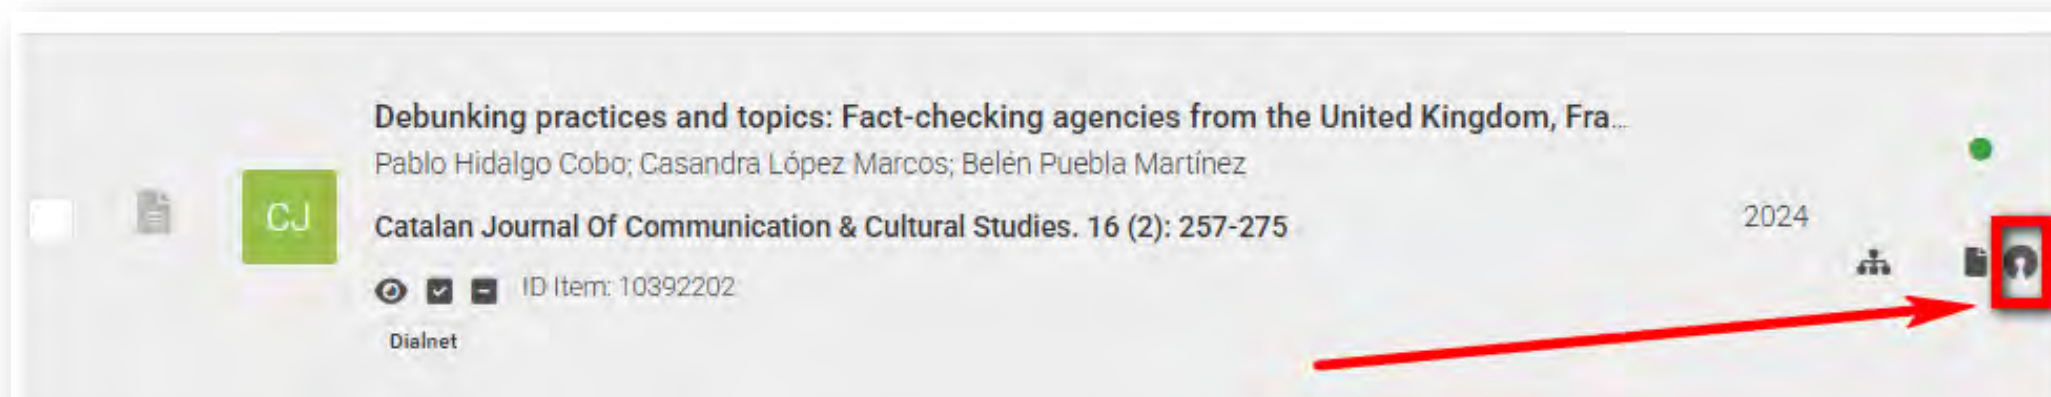 Debunking practices and topics: Fact-checking agencies from the United Kingdom, Fra...
Pablo Hidalgo Cobo; Casandra López Marcos; Belén Puebla Martínez
CJ
Catalan Journal Of Communication & Cultural Studies. 16 (2): 257-275
2024
ID Item: 10392202
Dialnet